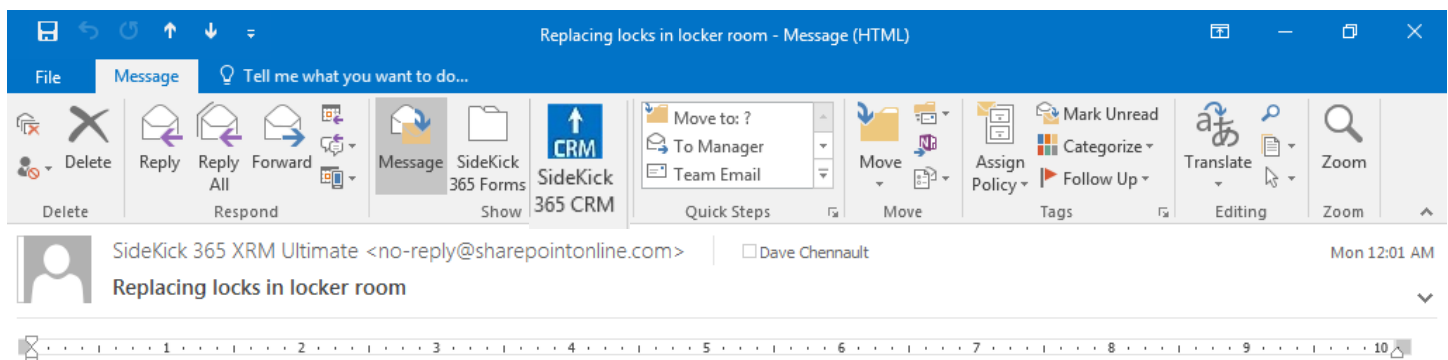 Replacing locks in locker room - Message (HTML)
File Message Tell me what you want to do...
Delete Reply Reply All Forward Message SideKick 365 Forms CRM SideKick 365 CRM Move to: ? To Manager Team Email Move Assign Policy Mark Unread Categorize Follow Up Translate Zoom
Delete Respond Show Quick Steps Move Tags Editing Zoom
SideKick 365 XRM Ultimate <no-reply@sharepointonline.com> Dave Chennault Mon 12:01 AM
Replacing locks in locker room
1 2 3 4 5 6 7 8 9 10